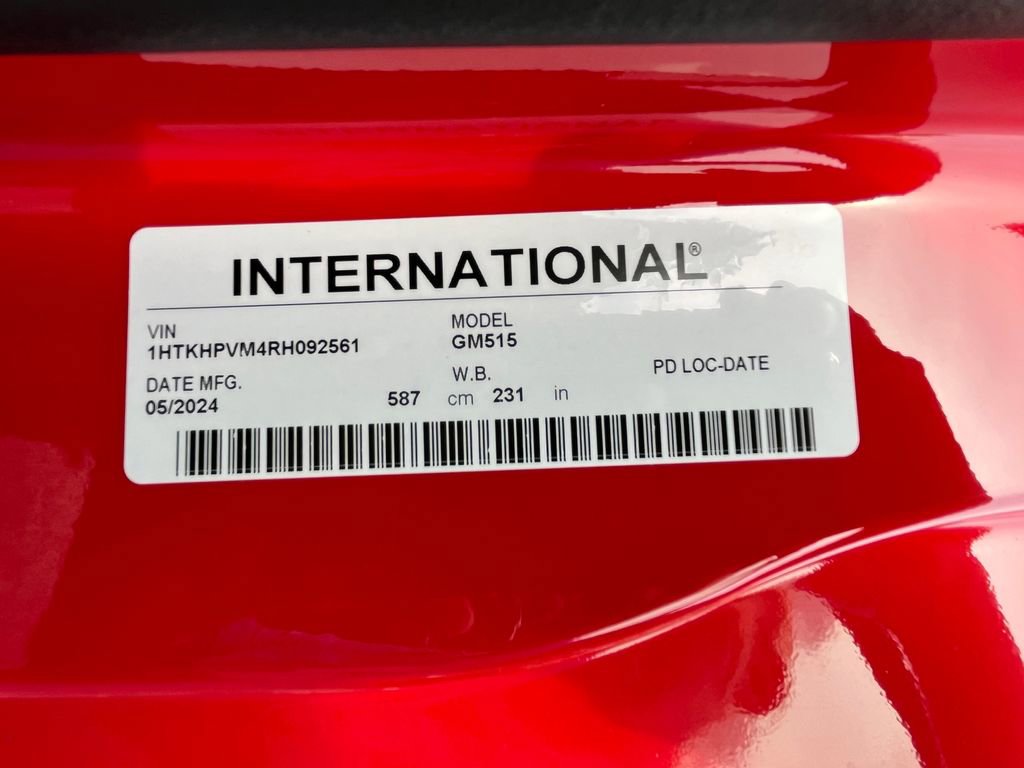 INTERNATIONAL®
VIN
1HTKHPVM4RH092561
MODEL
GM515
DATE MFG.
05/2024
W.B.
587 cm 231 in
PD LOC-DATE